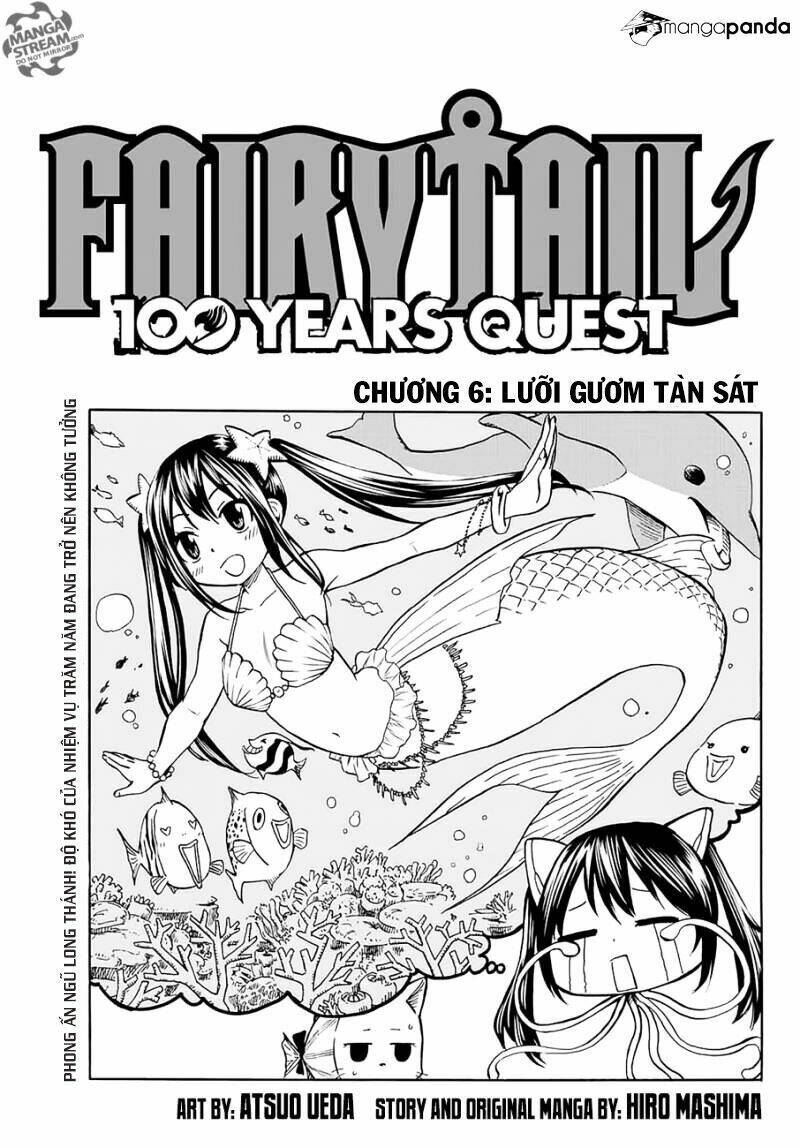 MANGA
STREAM.com
DO NOT MIRROR
mangapanda
FAIRY TAIL
100 YEARS QUEST
CHƯƠNG 6: LƯỠI GƯƠM TÀN SÁT
PHONG ẤN NGŨ LONG THÁNH! ĐỘ KHÓ CỦA NHIỆM VỤ TRĂM NĂM ĐANG TRỞ NÊN KHÔNG TƯỞNG
ART BY: ATSUO UEDA STORY AND ORIGINAL MANGA BY: HIRO MASHIMA